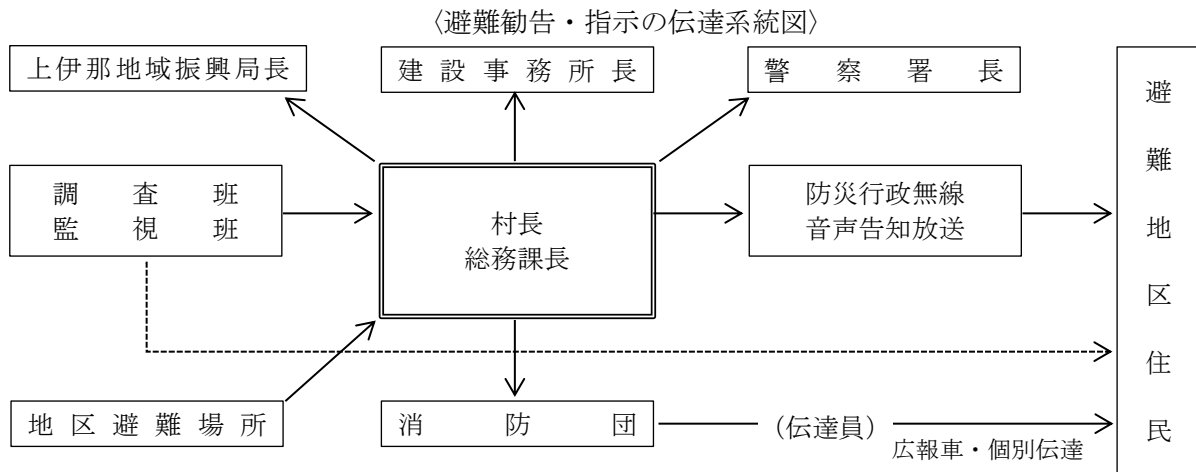 〈避難勧告・指示の伝達系統図〉
上伊那地域振興局長
建設事務所長
警察署長
調査班
監視班
村長
総務課長
防災行政無線
音声告知放送
避難地区住民
地区避難場所
消防団
(伝達員)
広報車・個別伝達